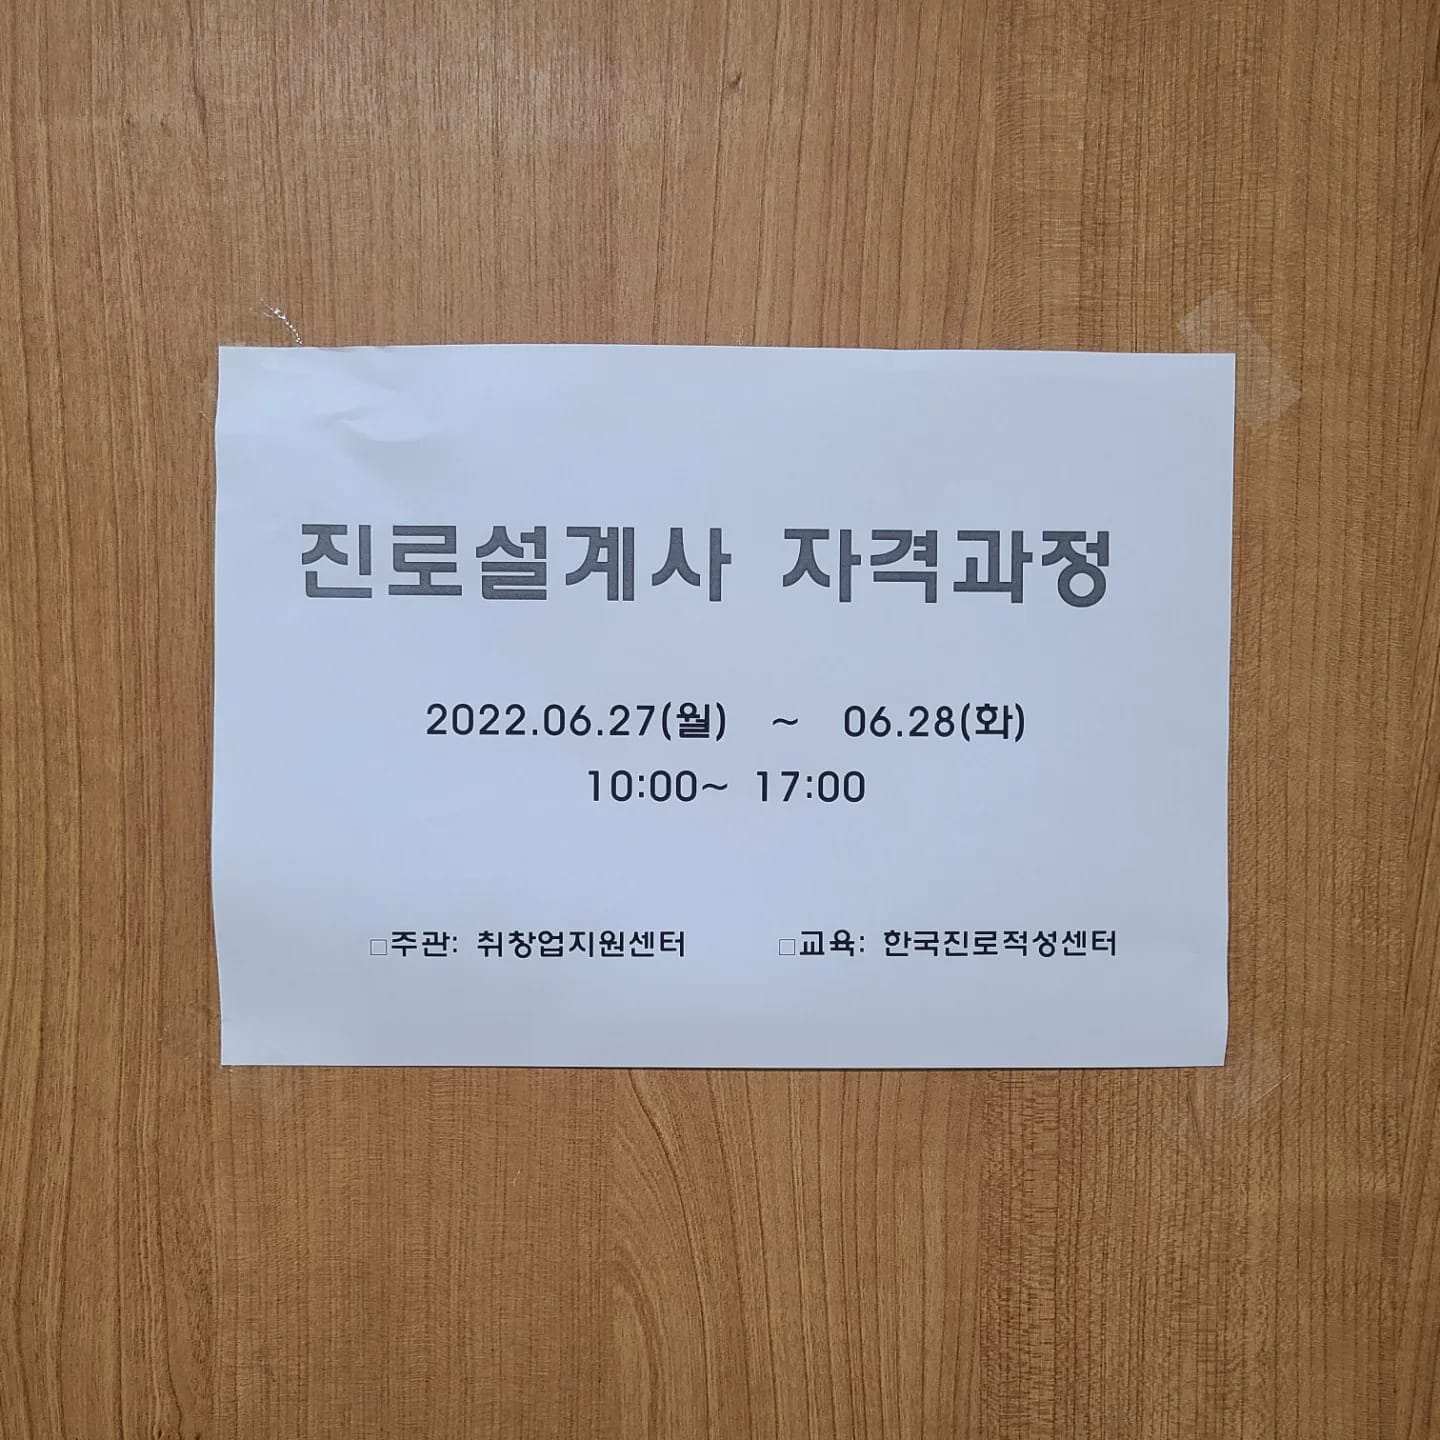 진로설계사 자격과정
2022.06.27(월) ~ 06.28(화)
10:00~ 17:00
□주관: 취창업지원센터 □교육: 한국진로적성센터